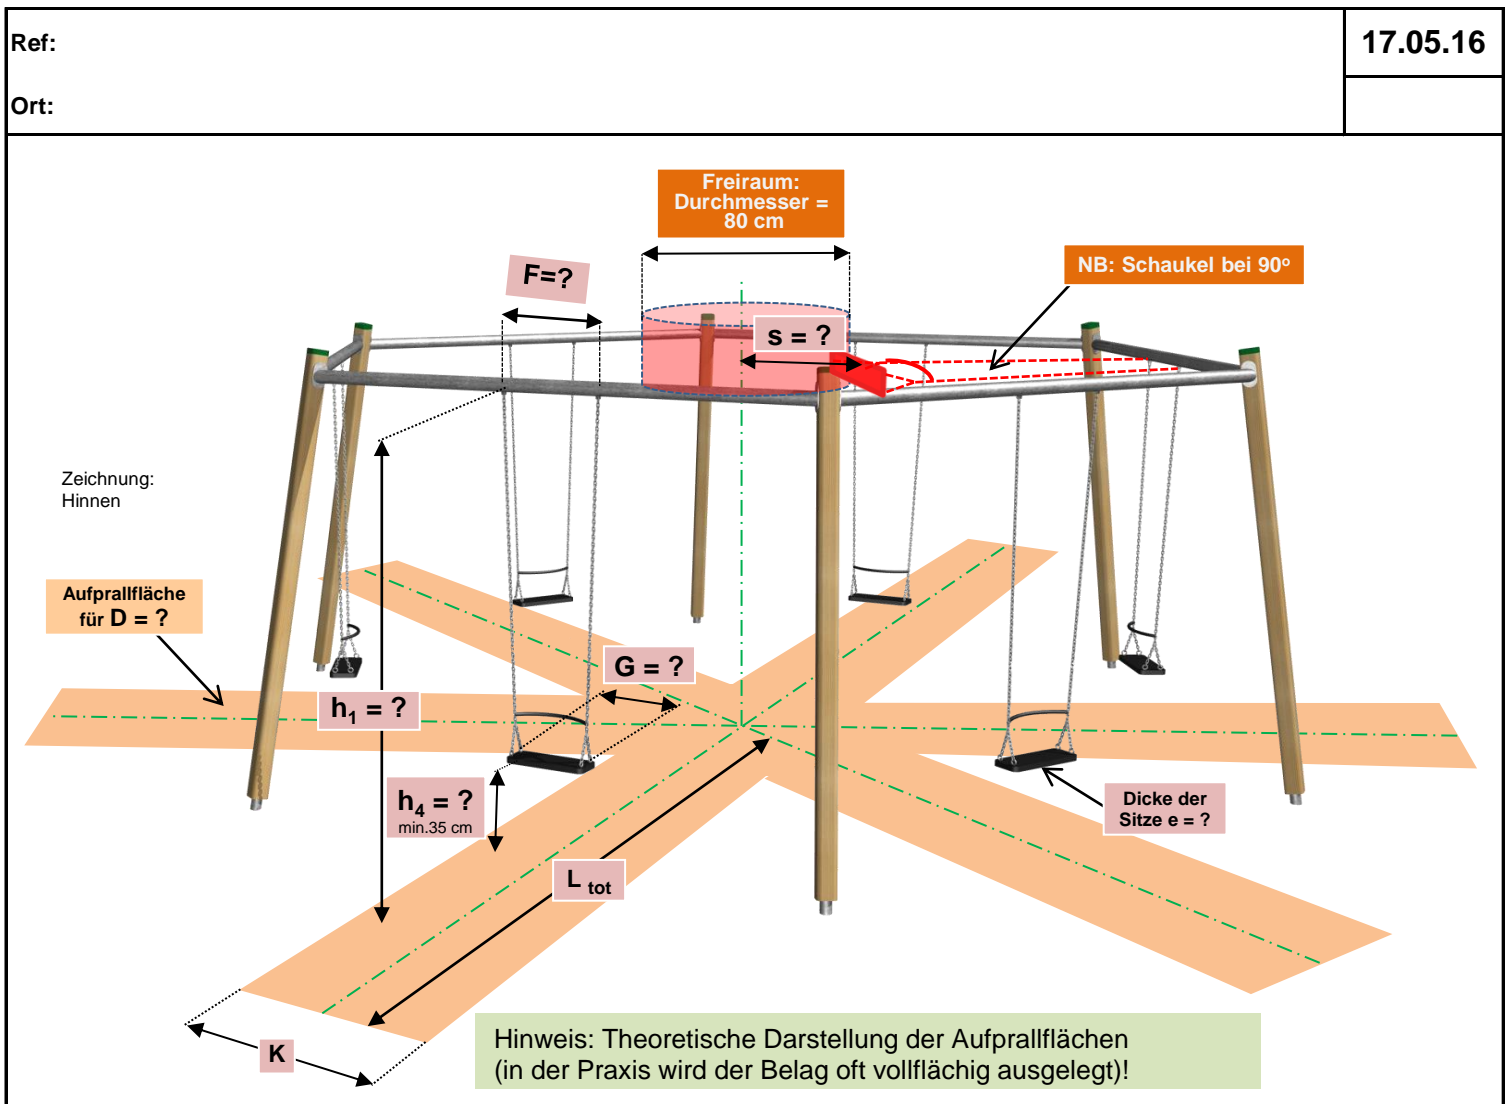 Ref:
17.05.16
Ort:
Freiraum:
Durchmesser =
80 cm
F=?
NB: Schaukel bei 90°
s = ?
Zeichnung:
Hinnen
Aufprallfläche
für D = ?
G = ?
h₁ = ?
h₄ = ?
min.35 cm
Dicke der
Sitze e = ?
L tot
K
Hinweis: Theoretische Darstellung der Aufprallflächen
(in der Praxis wird der Belag oft vollflächig ausgelegt)!